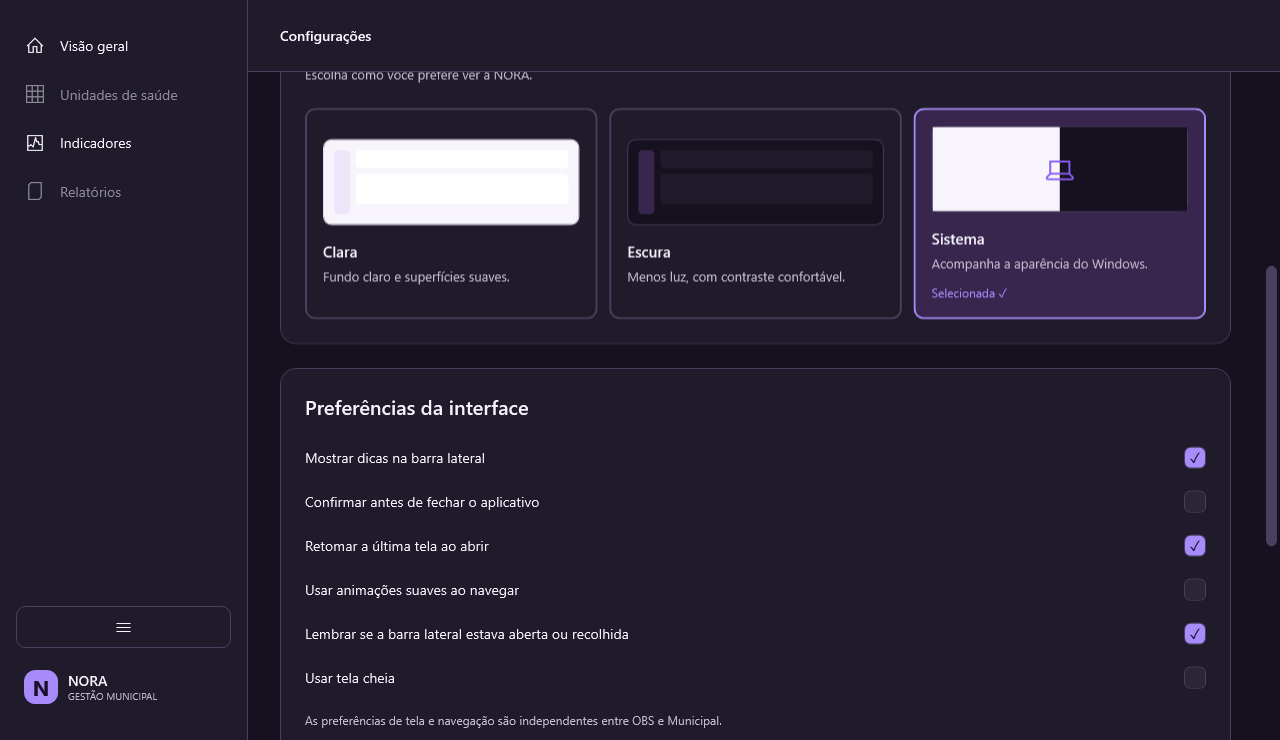 Visão geral
Unidades de saúde
Indicadores
Relatórios
NORA
GESTÃO MUNICIPAL
Configurações
Escolha como você prefere ver a NORA.
Clara
Fundo claro e superfícies suaves.
Escura
Menos luz, com contraste confortável.
Sistema
Acompanha a aparência do Windows.
Selecionada ✓
Preferências da interface
Mostrar dicas na barra lateral
Confirmar antes de fechar o aplicativo
Retomar a última tela ao abrir
Usar animações suaves ao navegar
Lembrar se a barra lateral estava aberta ou recolhida
Usar tela cheia
As preferências de tela e navegação são independentes entre OBS e Municipal.
N